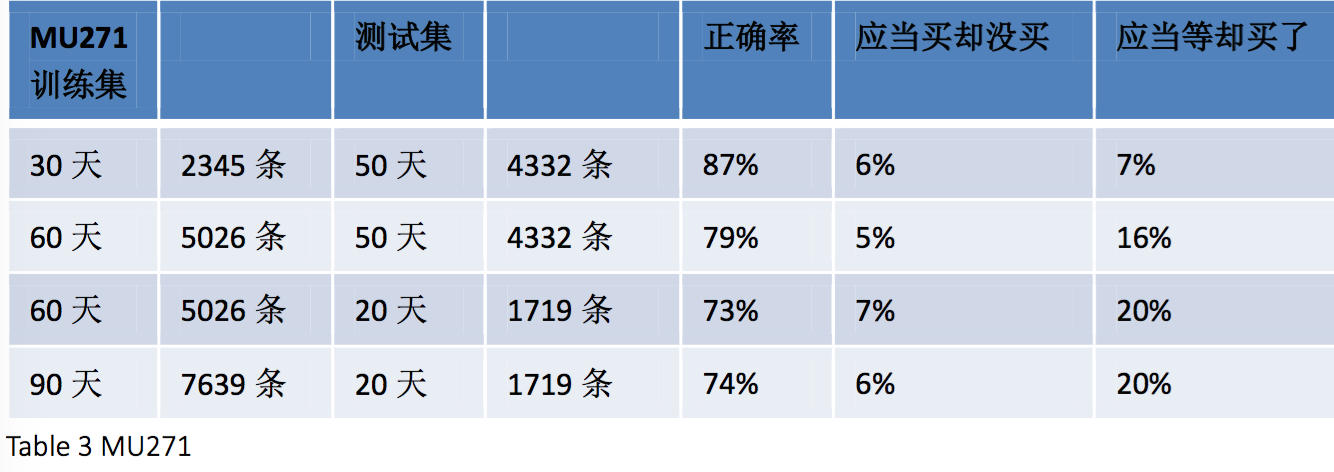 MU271 训练集 测试集 正确率 应当买却没买 应当等却买了
30 天 2345 条 50 天 4332 条 87% 6% 7%
60 天 5026 条 50 天 4332 条 79% 5% 16%
60 天 5026 条 20 天 1719 条 73% 7% 20%
90 天 7639 条 20 天 1719 条 74% 6% 20%
Table 3 MU271